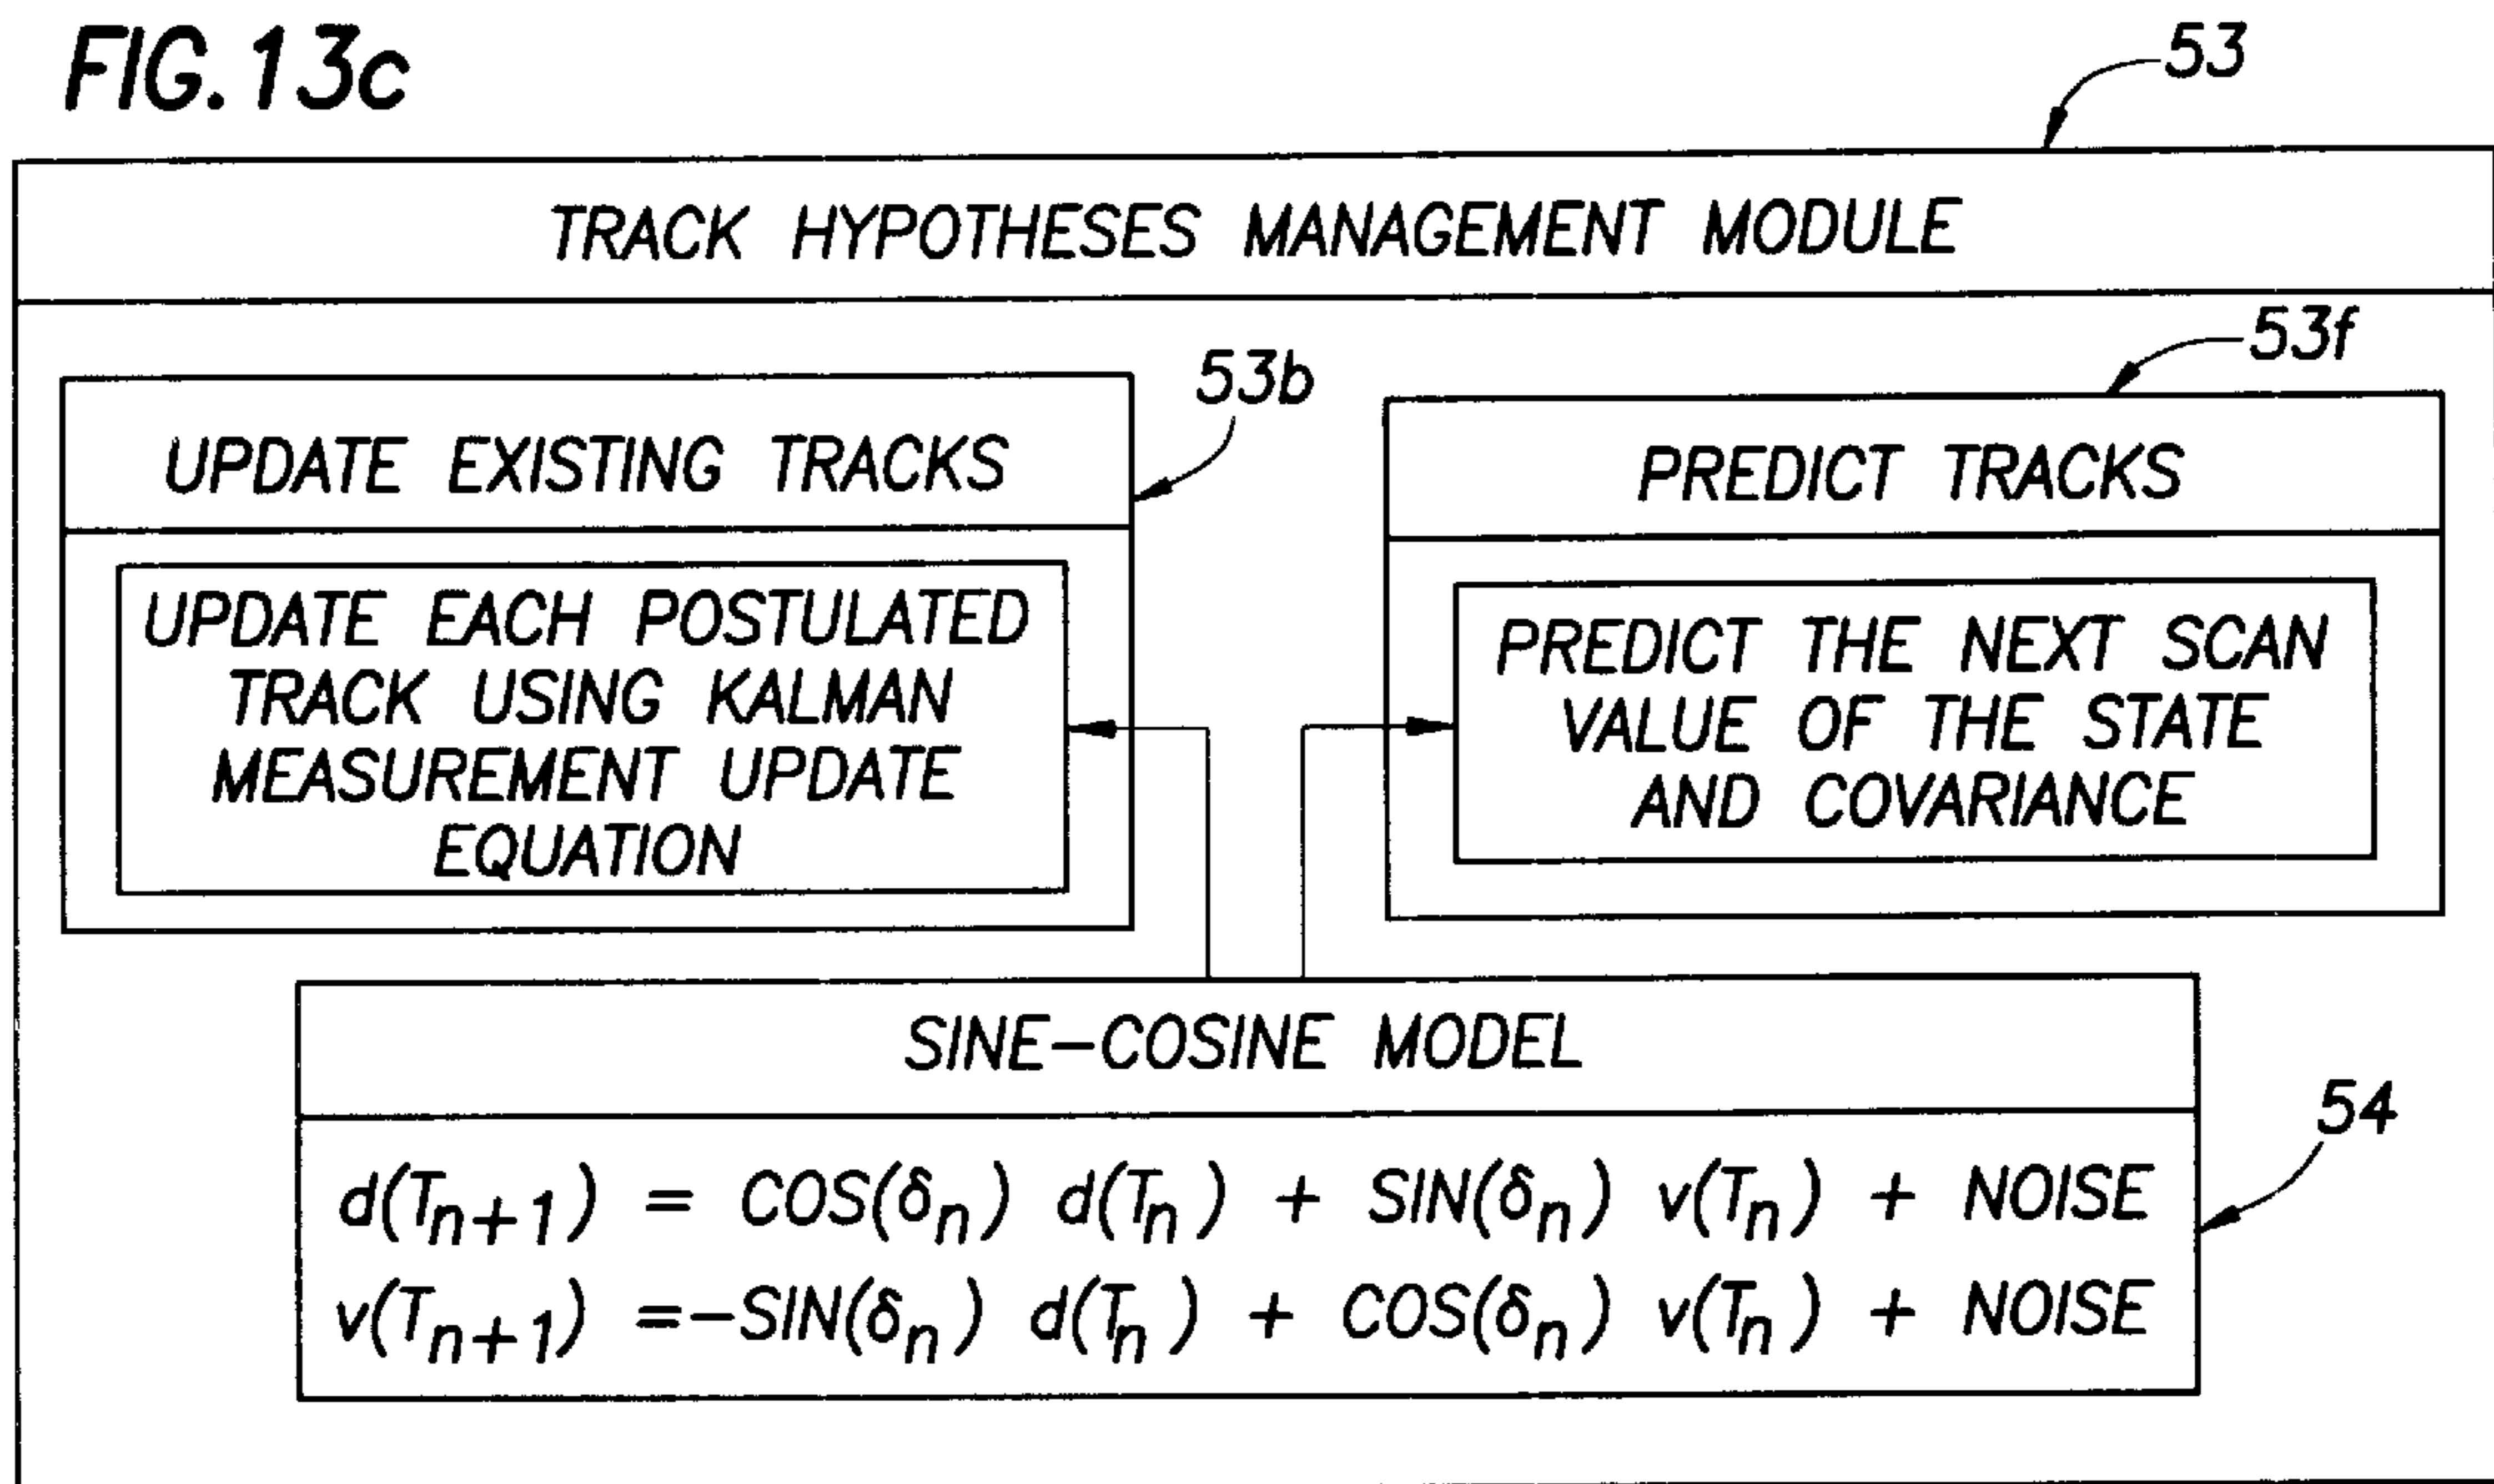 FIG. 13c
53
TRACK HYPOTHESES MANAGEMENT MODULE
53b
53f
UPDATE EXISTING TRACKS
UPDATE EACH POSTULATED
TRACK USING KALMAN
MEASUREMENT UPDATE
EQUATION
PREDICT TRACKS
PREDICT THE NEXT SCAN
VALUE OF THE STATE
AND COVARIANCE
SINE–COSINE MODEL
54
d(Tₙ₊₁) = COS(δₙ) d(Tₙ) + SIN(δₙ) v(Tₙ) + NOISE
v(Tₙ₊₁) =–SIN(δₙ) d(Tₙ) + COS(δₙ) v(Tₙ) + NOISE